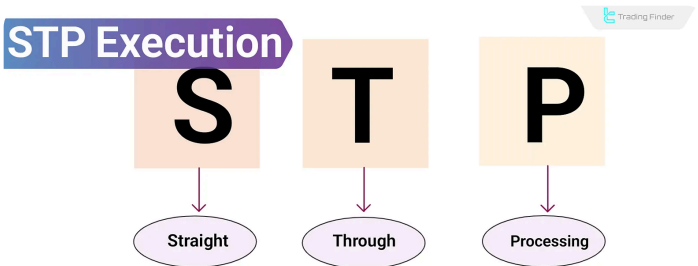 STP Execution
Trading Finder
S T P
Straight Through Processing